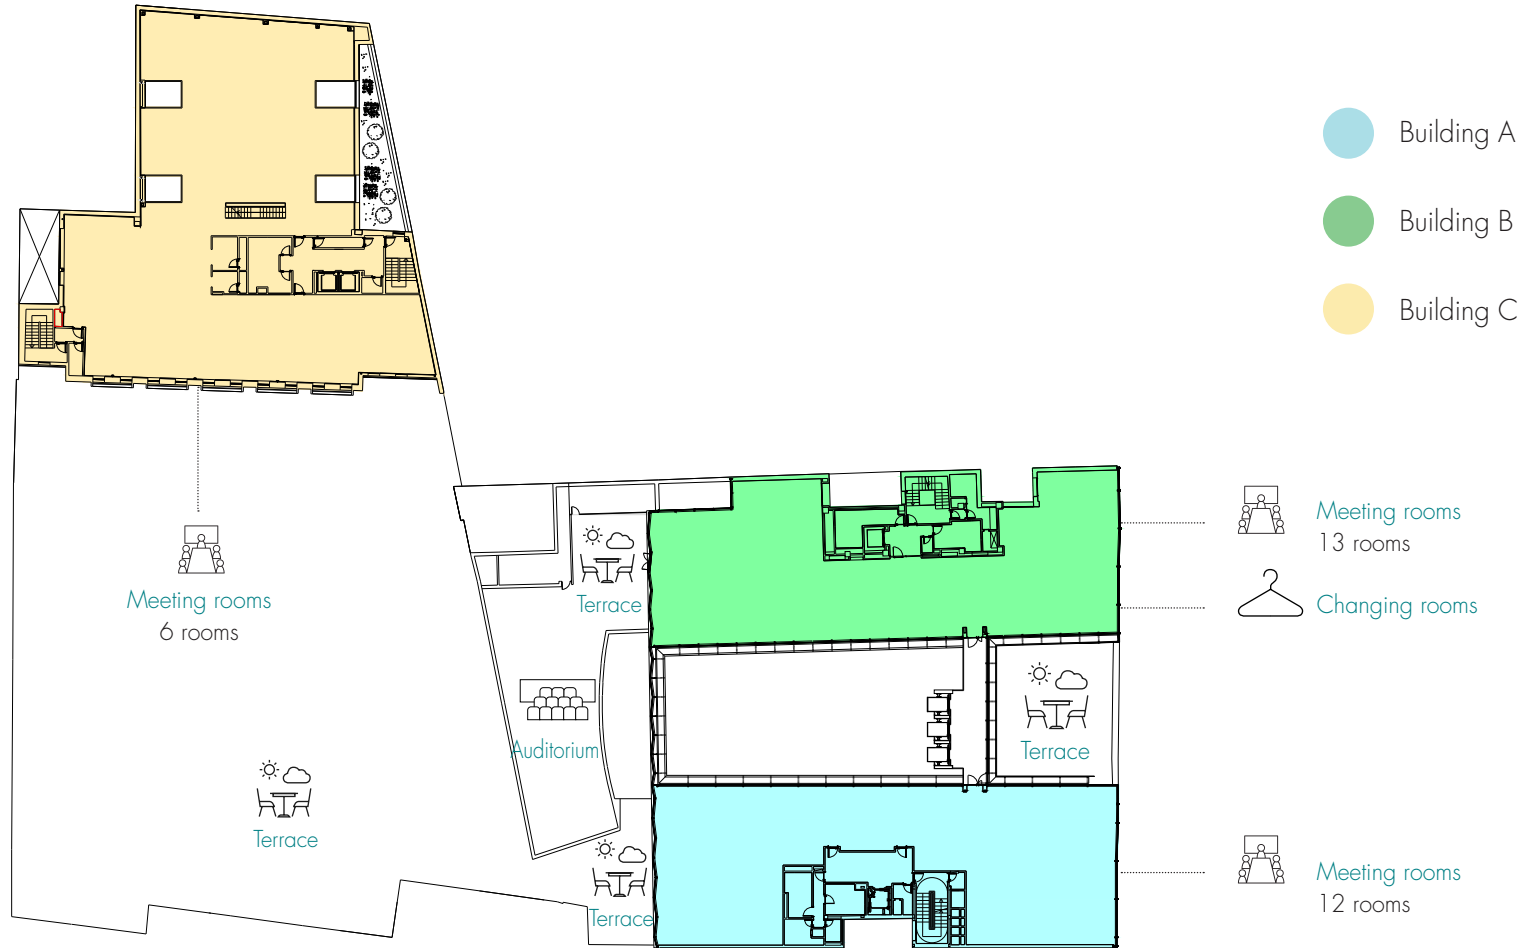 Building A
Building B
Building C
Meeting rooms
13 rooms
Terrace
Changing rooms
Meeting rooms
6 rooms
Auditorium
Terrace
Terrace
Meeting rooms
12 rooms
Terrace